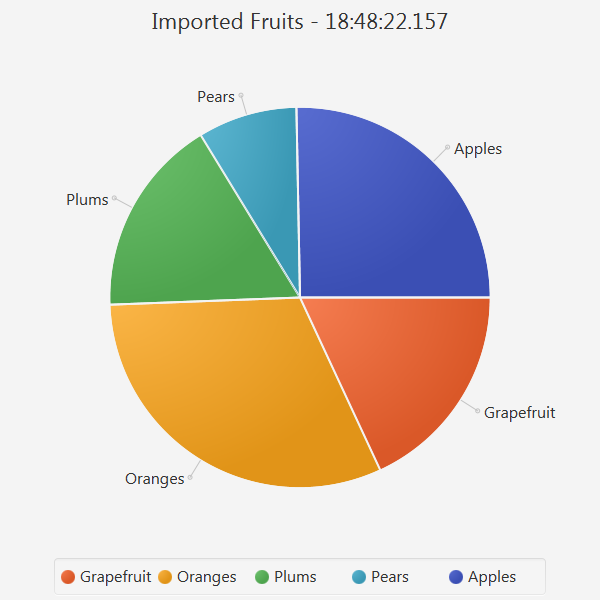 Imported Fruits - 18:48:22.157
Pears
Apples
Plums
Grapefruit
Oranges
Grapefruit Oranges Plums Pears Apples